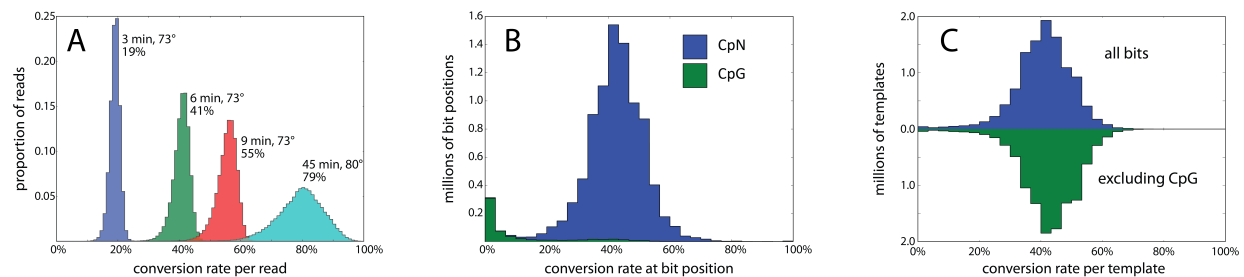 A
0.25
0.20
0.15
0.10
0.05
proportion of reads
3 min, 73°
19%
6 min, 73°
41%
9 min, 73°
55%
45 min, 80°
79%
0%
20%
40%
60%
80%
100%
conversion rate per read
B
1.6
1.4
1.2
1.0
0.8
0.6
0.4
0.2
millions of bit positions
CpN
CpG
0%
20%
40%
60%
80%
100%
conversion rate at bit position
C
2.0
1.0
0.0
1.0
2.0
millions of templates
all bits
excluding CpG
0%
20%
40%
60%
80%
100%
conversion rate per template